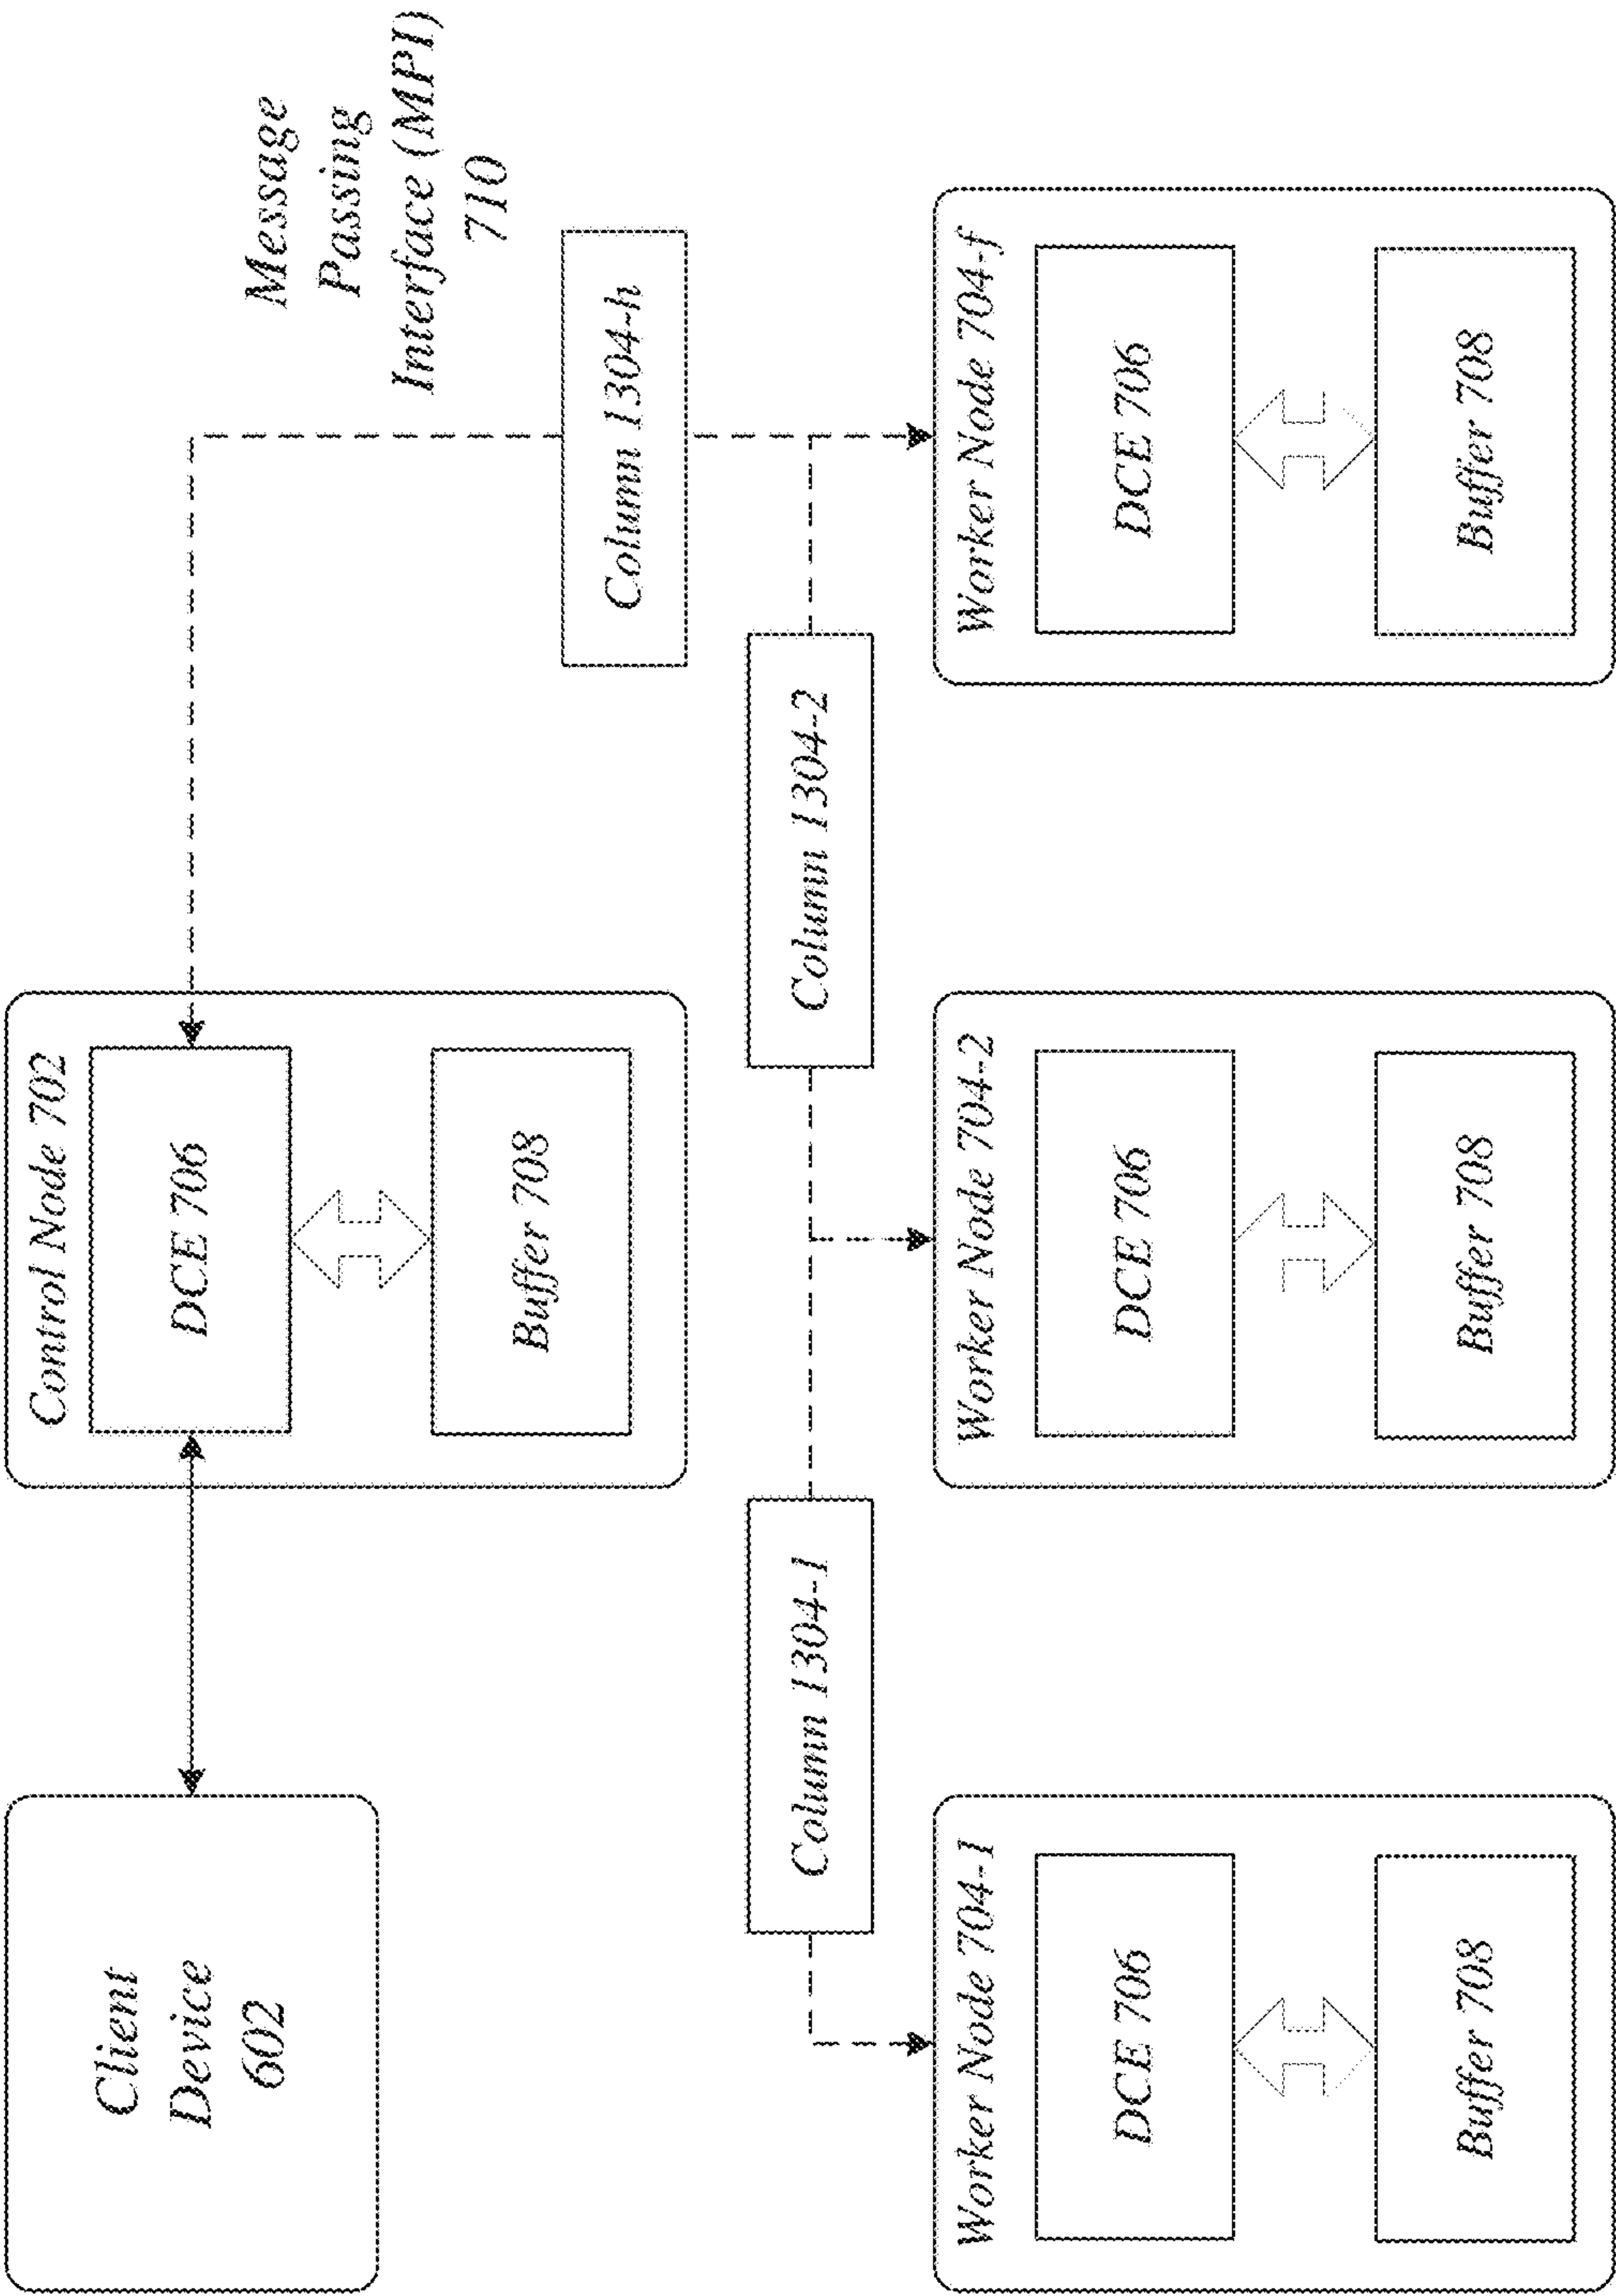 Client
Device
602
Control Node 702
DCE 706
Buffer 708
Message
Passing
Interface (MPI)
710
Column 1304-h
Column 1304-1
Column 1304-2
Worker Node 704-1
DCE 706
Buffer 708
Worker Node 704-2
DCE 706
Buffer 708
Worker Node 704-f
DCE 706
Buffer 708